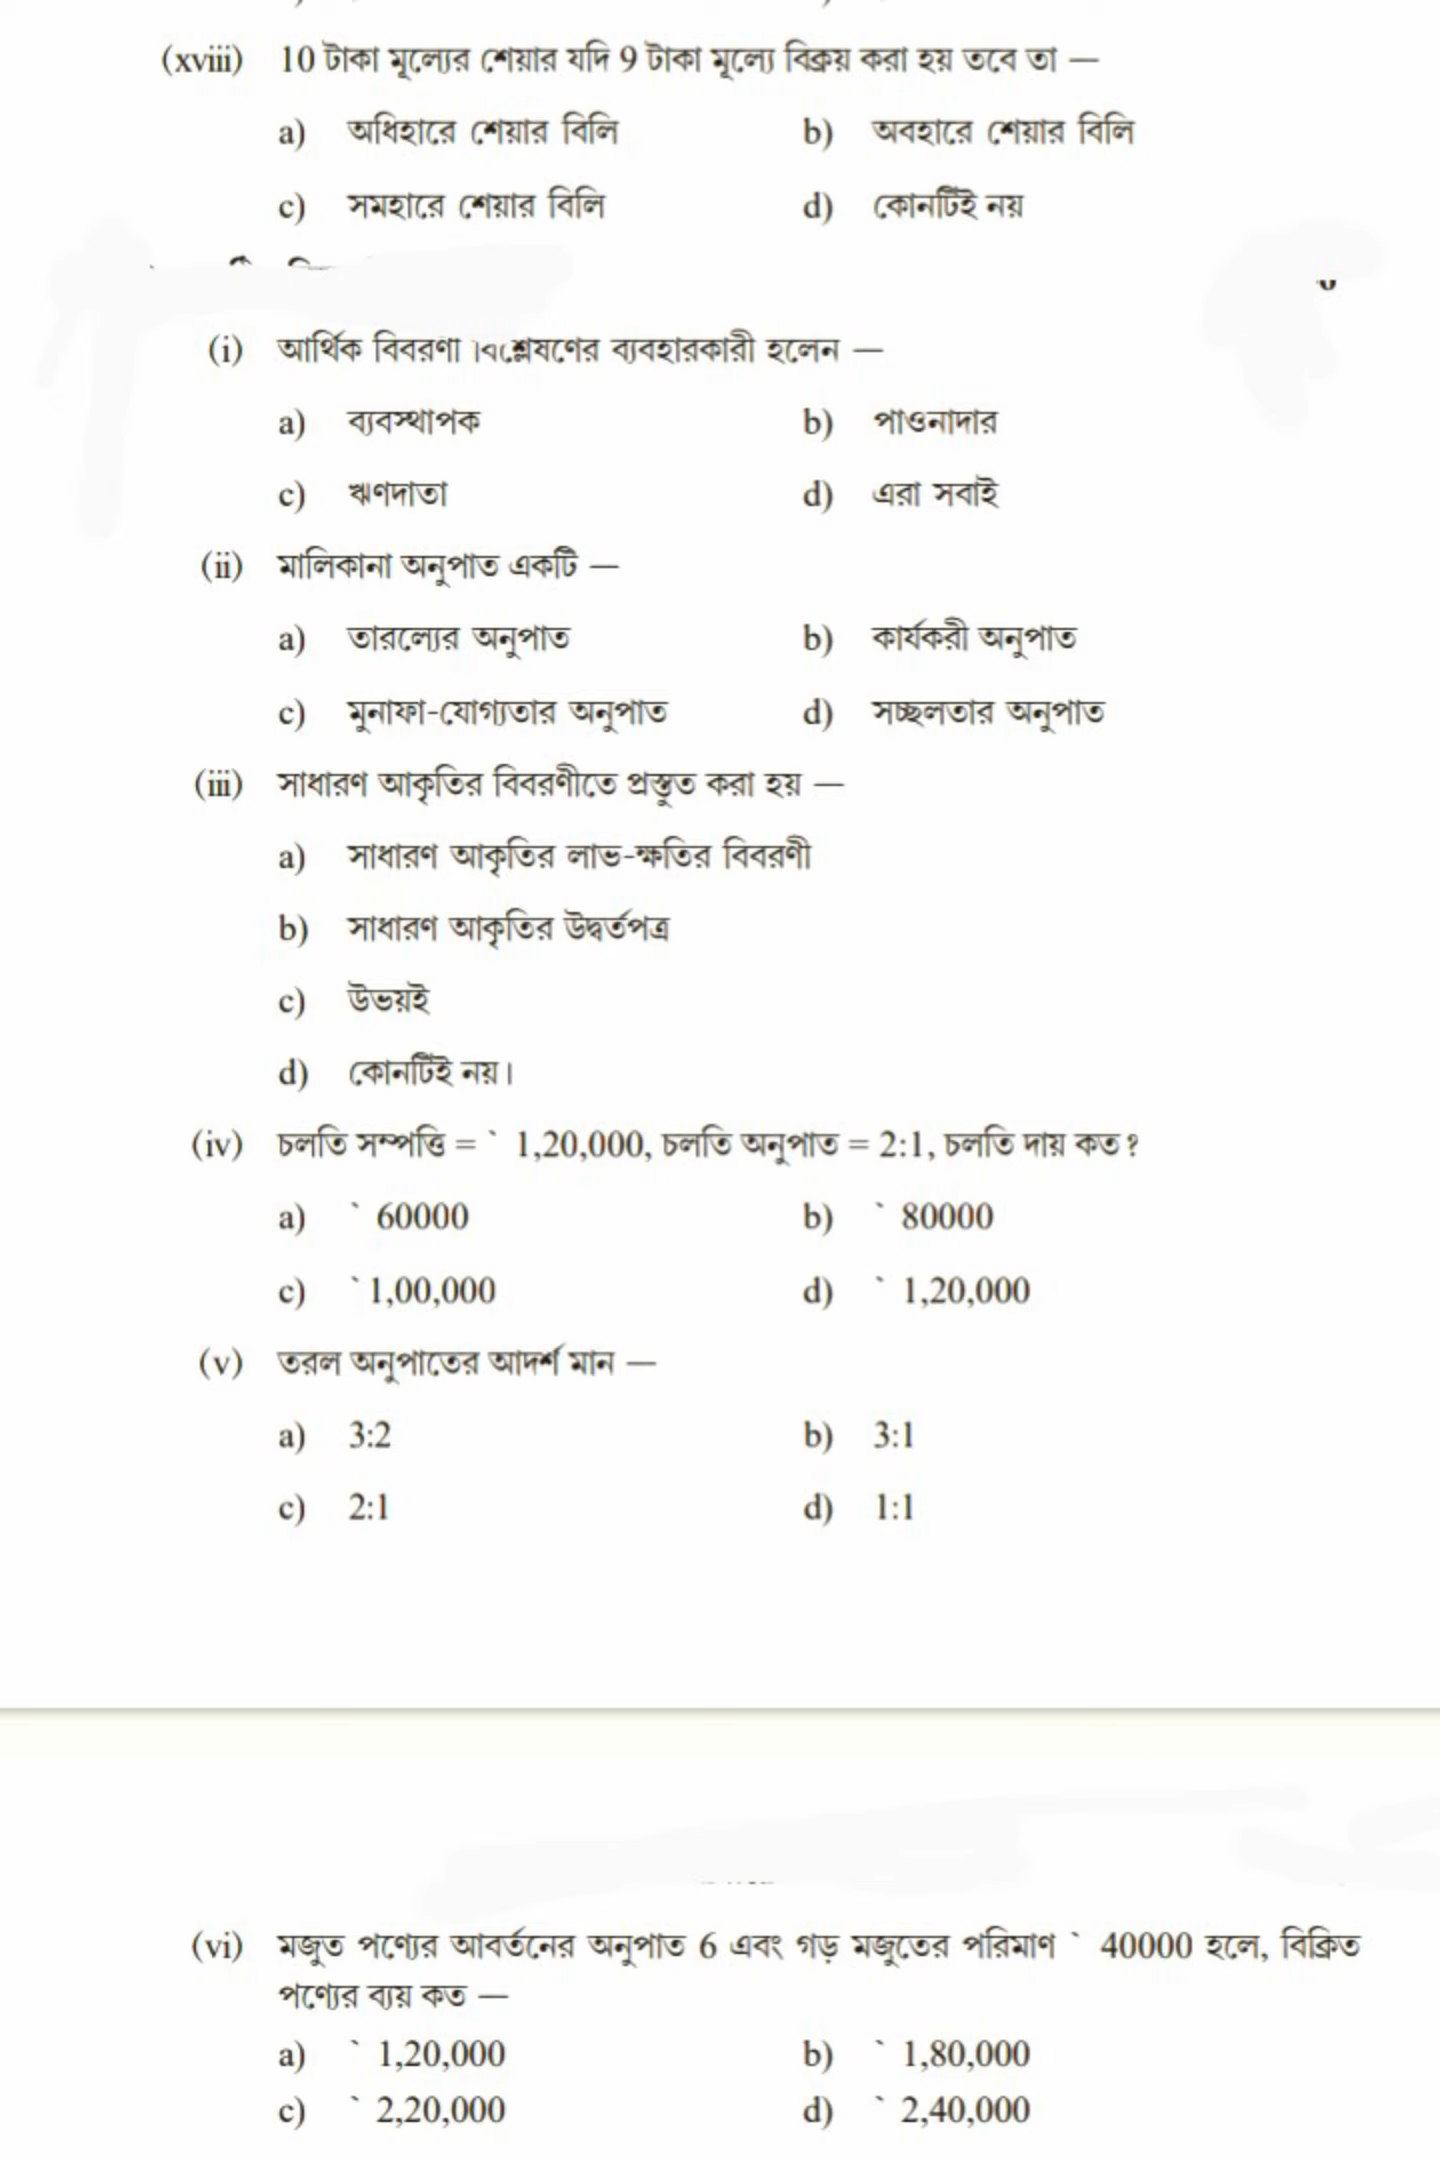 (xviii) 10 টাকা মূল্যের শেয়ার যদি 9 টাকা মূল্যে বিক্রয় করা হয় তবে তা —
a) অধিহারে শেয়ার বিলি b) অবহারে শেয়ার বিলি
c) সমহারে শেয়ার বিলি d) কোনটিই নয়
(i) আর্থিক বিবরণী বিশ্লেষণের ব্যবহারকারী হলেন —
a) ব্যবস্থাপক b) পাওনাদার
c) ঋণদাতা d) এরা সবাই
(ii) মালিকানা অনুপাত একটি —
a) তারল্যের অনুপাত b) কার্যকরী অনুপাত
c) মুনাফা-যোগ্যতার অনুপাত d) সচ্ছলতার অনুপাত
(iii) সাধারণ আকৃতির বিবরণীতে প্রস্তুত করা হয় —
a) সাধারণ আকৃতির লাভ-ক্ষতির বিবরণী
b) সাধারণ আকৃতির উদ্বর্তপত্র
c) উভয়ই
d) কোনটিই নয়।
(iv) চলতি সম্পত্তি = ` 1,20,000, চলতি অনুপাত = 2:1, চলতি দায় কত?
a) ` 60000 b) ` 80000
c) ` 1,00,000 d) ` 1,20,000
(v) তরল অনুপাতের আদর্শ মান —
a) 3:2 b) 3:1
c) 2:1 d) 1:1
(vi) মজুত পণ্যের আবর্তনের অনুপাত 6 এবং গড় মজুতের পরিমাণ ` 40000 হলে, বিক্রিত
পণ্যের ব্যয় কত —
a) ` 1,20,000 b) ` 1,80,000
c) ` 2,20,000 d) ` 2,40,000